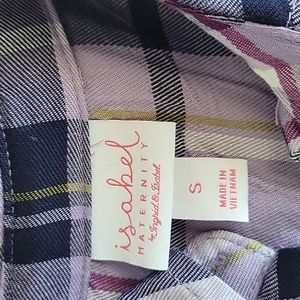 isabel
MATERNITY
by Ingrid & Isabel
S
MADE IN
VIETNAM